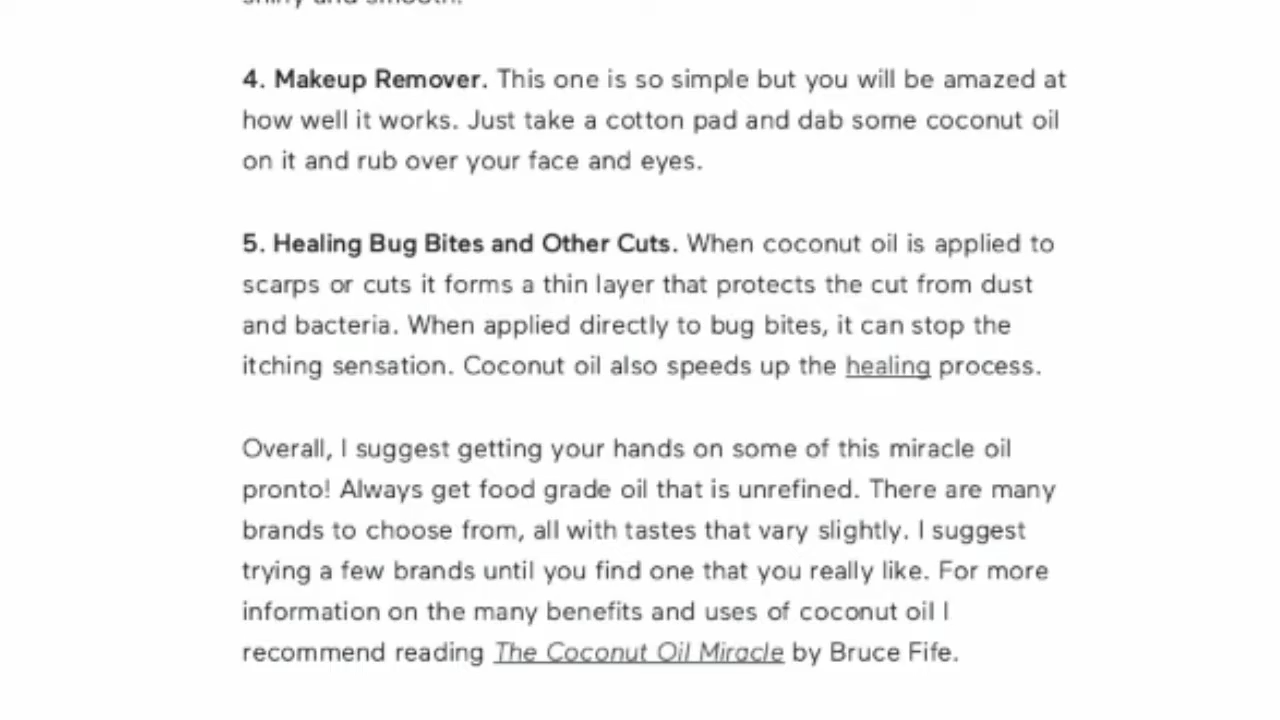 shiny and smooth.
4. Makeup Remover. This one is so simple but you will be amazed at
how well it works. Just take a cotton pad and dab some coconut oil
on it and rub over your face and eyes.
5. Healing Bug Bites and Other Cuts. When coconut oil is applied to
scarps or cuts it forms a thin layer that protects the cut from dust
and bacteria. When applied directly to bug bites, it can stop the
itching sensation. Coconut oil also speeds up the healing process.
Overall, I suggest getting your hands on some of this miracle oil
pronto! Always get food grade oil that is unrefined. There are many
brands to choose from, all with tastes that vary slightly. I suggest
trying a few brands until you find one that you really like. For more
information on the many benefits and uses of coconut oil I
recommend reading The Coconut Oil Miracle by Bruce Fife.